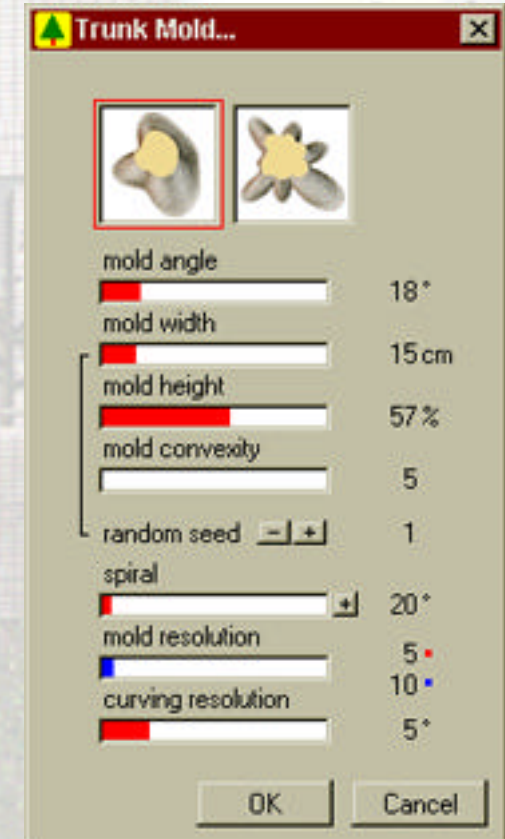 Trunk Mold...
mold angle
18°
mold width
15 cm
mold height
57 %
mold convexity
5
random seed - + 1
spiral
+ 20°
mold resolution
5
10
curving resolution
5°
OK Cancel